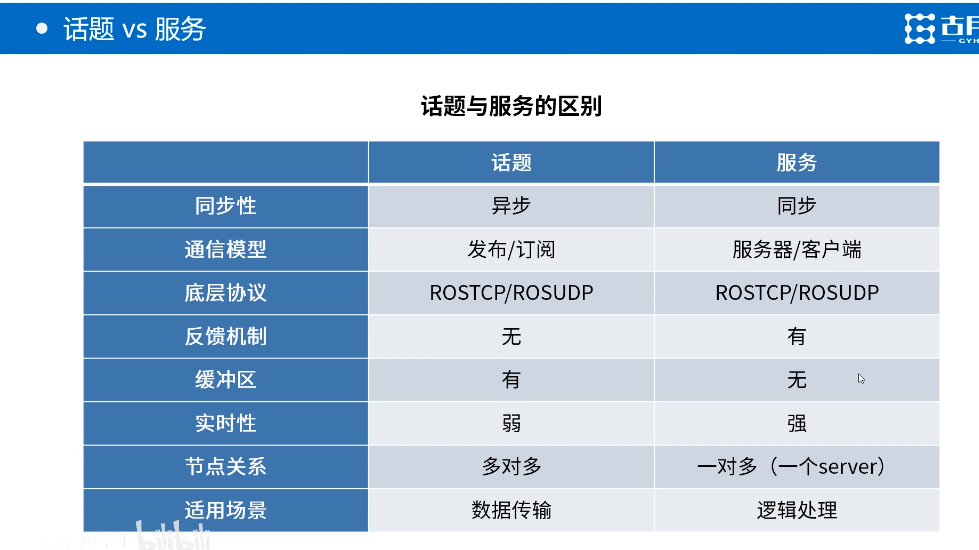 ● 话题 vs 服务
话题与服务的区别
话题 服务
同步性 异步 同步
通信模型 发布/订阅 服务器/客户端
底层协议 ROSTCP/ROSUDP ROSTCP/ROSUDP
反馈机制 无 有
缓冲区 有 无
实时性 弱 强
节点关系 多对多 一对多（一个server）
适用场景 数据传输 逻辑处理
bilibili